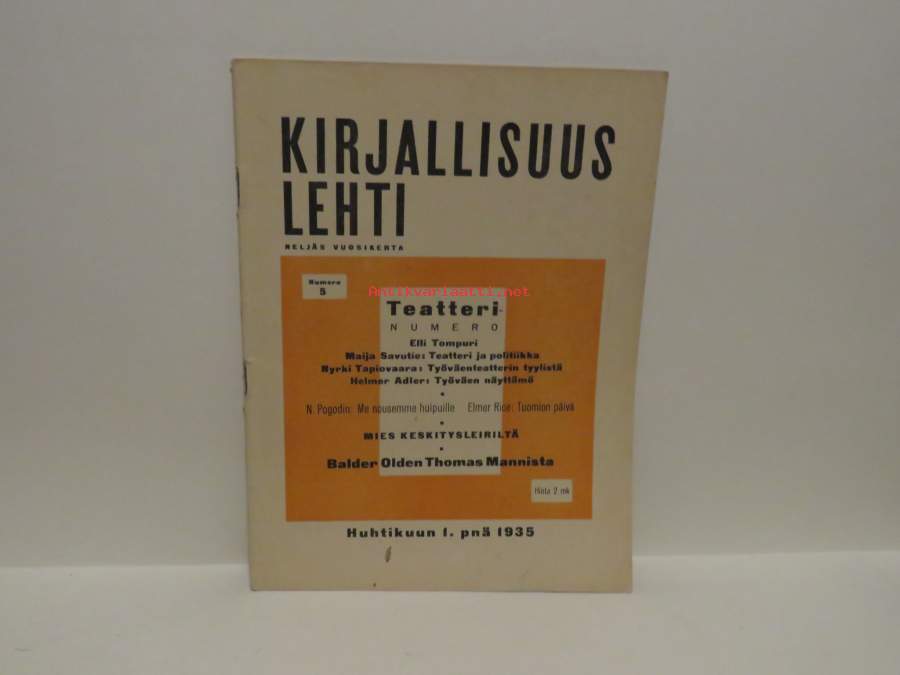 KIRJALLISUUS
LEHTI
NELJÄS VUOSIKERTA
Numero
5
Antikvariaatti.net
Teatteri-
NUMERO
Elli Tompuri
Maija Savutie: Teatteri ja politiikka
Nyrki Tapiovaara: Työväenteatterin tyylistä
Helmer Adler: Työväen näyttämö
N. Pogodin: Me nousemme huipuille Elmer Rice: Tuomion päivä
MIES KESKITYSLEIRILTÄ
Balder Olden Thomas Mannista
Hinta 2 mk
Huhtikuun 1. pnä 1935